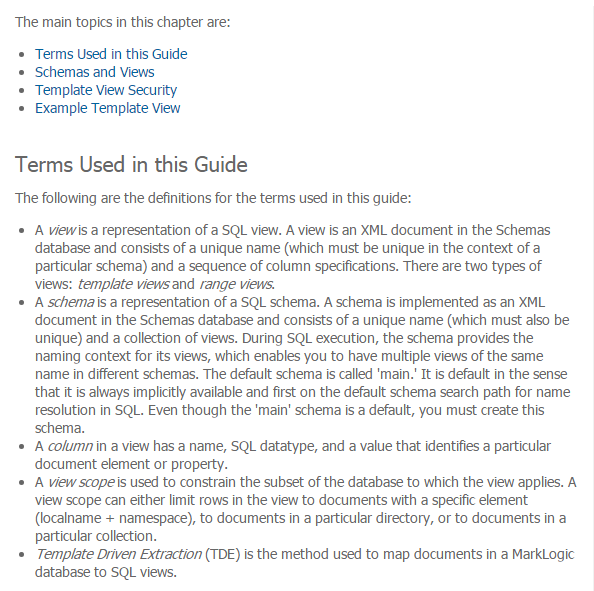 The main topics in this chapter are:
• Terms Used in this Guide
• Schemas and Views
• Template View Security
• Example Template View
Terms Used in this Guide
The following are the definitions for the terms used in this guide:
• A view is a representation of a SQL view. A view is an XML document in the Schemas
database and consists of a unique name (which must be unique in the context of a
particular schema) and a sequence of column specifications. There are two types of
views: template views and range views.
• A schema is a representation of a SQL schema. A schema is implemented as an XML
document in the Schemas database and consists of a unique name (which must also be
unique) and a collection of views. During SQL execution, the schema provides the
naming context for its views, which enables you to have multiple views of the same
name in different schemas. The default schema is called 'main.' It is default in the sense
that it is always implicitly available and first on the default schema search path for name
resolution in SQL. Even though the 'main' schema is a default, you must create this
schema.
• A column in a view has a name, SQL datatype, and a value that identifies a particular
document element or property.
• A view scope is used to constrain the subset of the database to which the view applies. A
view scope can either limit rows in the view to documents with a specific element
(localname + namespace), to documents in a particular directory, or to documents in a
particular collection.
• Template Driven Extraction (TDE) is the method used to map documents in a MarkLogic
database to SQL views.